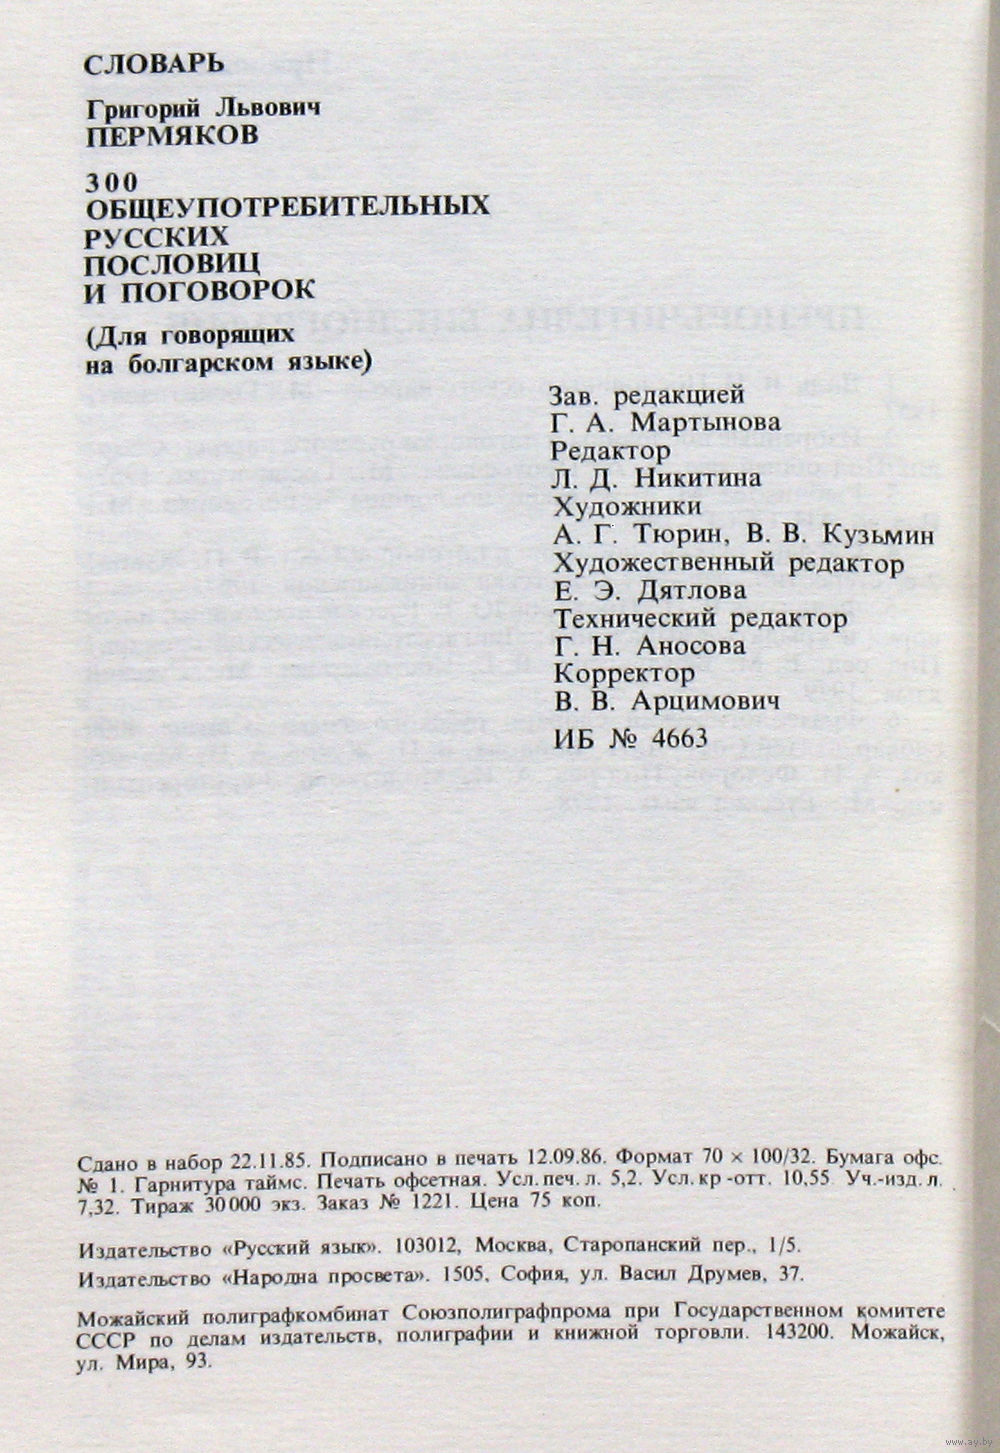 СЛОВАРЬ
Григорий Львович
ПЕРМЯКОВ
300
ОБЩЕУПОТРЕБИТЕЛЬНЫХ
РУССКИХ
ПОСЛОВИЦ
И ПОГОВОРОК
(Для говорящих
на болгарском языке)
Зав. редакцией
Г. А. Мартынова
Редактор
Л. Д. Никитина
Художники
А. Г. Тюрин, В. В. Кузьмин
Художественный редактор
Е. Э. Дятлова
Технический редактор
Г. Н. Аносова
Корректор
В. В. Арцимович
ИБ № 4663
Сдано в набор 22.11.85. Подписано в печать 12.09.86. Формат 70 × 100/32. Бумага офс.
№ 1. Гарнитура таймс. Печать офсетная. Усл. печ. л. 5,2. Усл. кр-отт. 10,55 Уч.-изд. л.
7,32. Тираж 30 000 экз. Заказ № 1221. Цена 75 коп.
Издательство «Русский язык». 103012, Москва, Старопанский пер., 1/5.
Издательство «Народна просвета». 1505, София, ул. Васил Друмев, 37.
Можайский полиграфкомбинат Союзполиграфпрома при Государственном комитете
СССР по делам издательств, полиграфии и книжной торговли. 143200. Можайск,
ул. Мира, 93.
www.ay.by